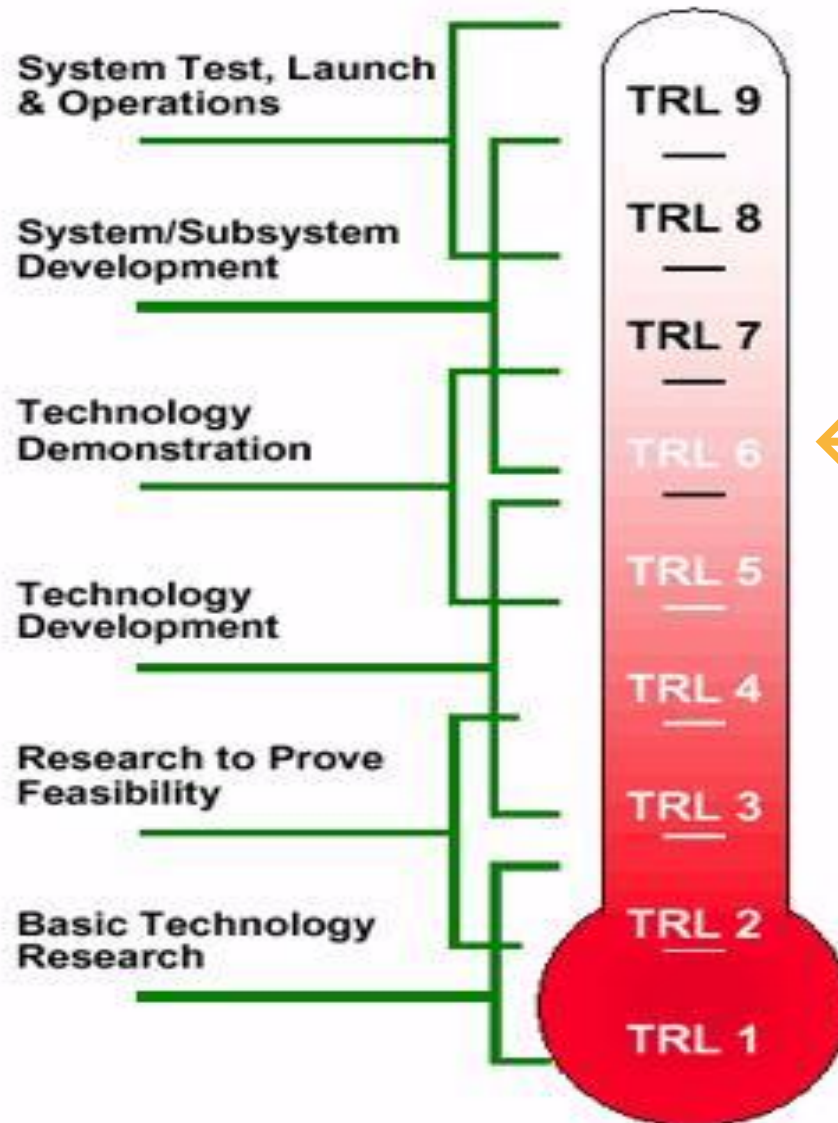 System Test, Launch
& Operations
System/Subsystem
Development
Technology
Demonstration
Technology
Development
Research to Prove
Feasibility
Basic Technology
Research
TRL 9
TRL 8
TRL 7
TRL 6
TRL 5
TRL 4
TRL 3
TRL 2
TRL 1